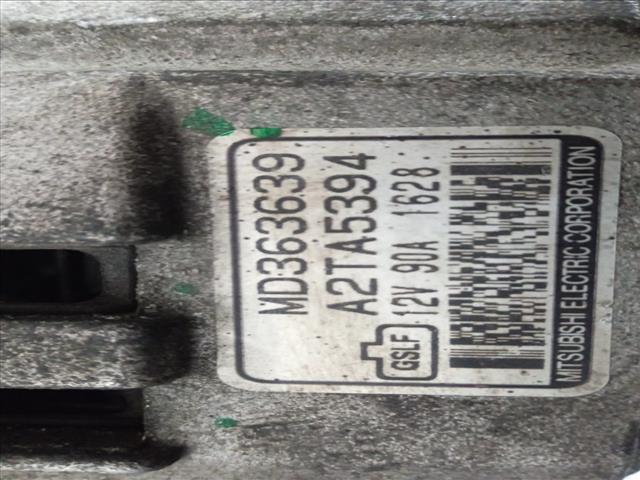 MD363639
A2TA5394
12V 90A 1628
GSLF
MITSUBISHI ELECTRIC CORPORATION